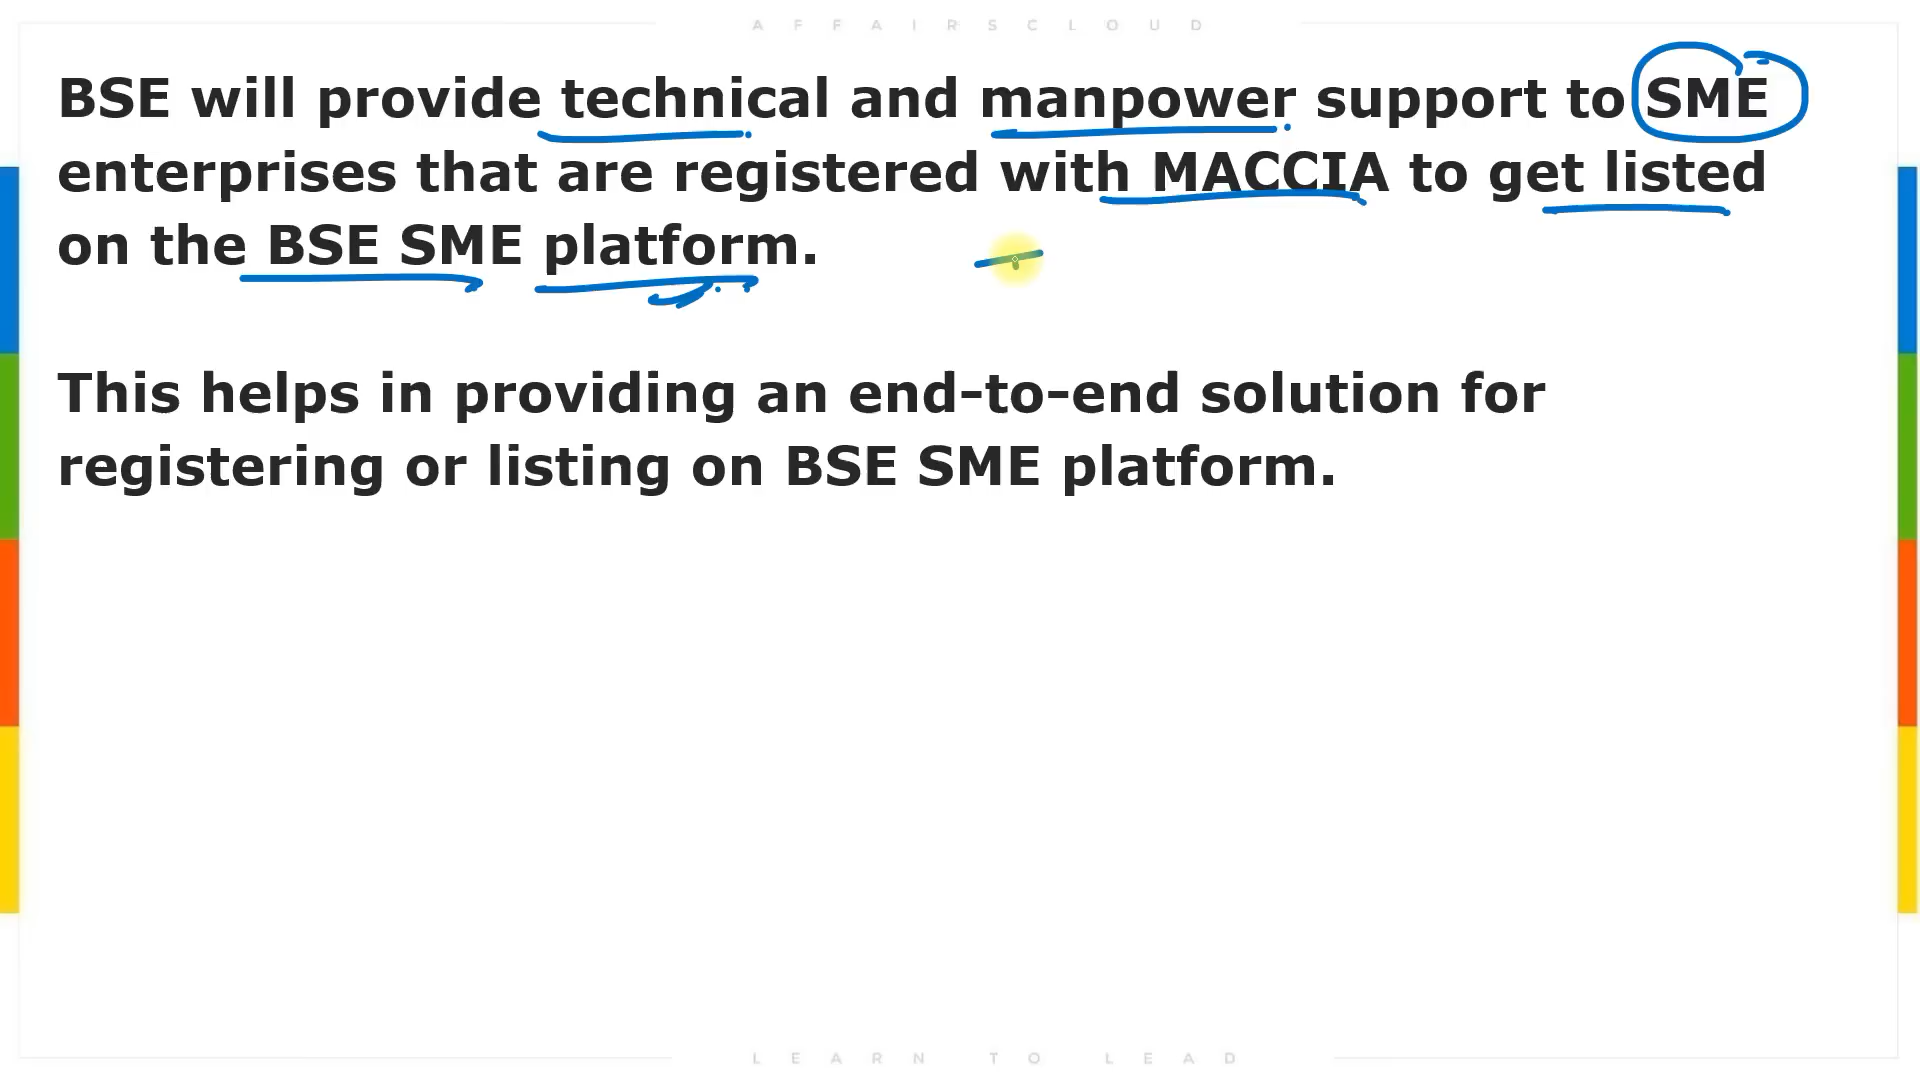 AFFAIRSCLOUD
BSE will provide technical and manpower support to SME
enterprises that are registered with MACCIA to get listed
on the BSE SME platform.
This helps in providing an end-to-end solution for
registering or listing on BSE SME platform.
LEARN TO LEAD